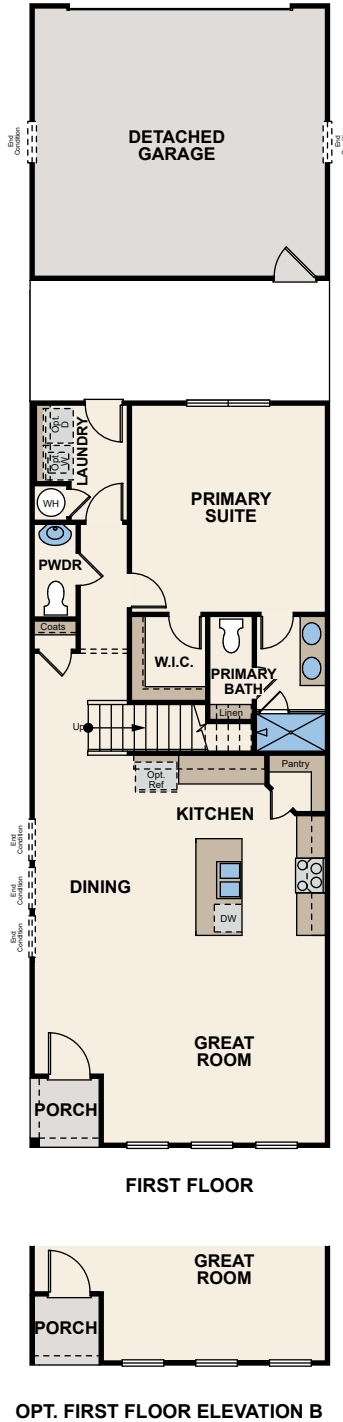 DETACHED
GARAGE
End
Condition
End
Opt.
D
Opt.
W
LAUNDRY
WH
PRIMARY
SUITE
PWDR
Coats
W.I.C.
PRIMARY
BATH
Linen
Up
Opt.
Ref
Pantry
KITCHEN
End
Condition
DINING
End
Condition
DW
End
Condition
GREAT
ROOM
PORCH
FIRST FLOOR
GREAT
ROOM
PORCH
OPT. FIRST FLOOR ELEVATION B